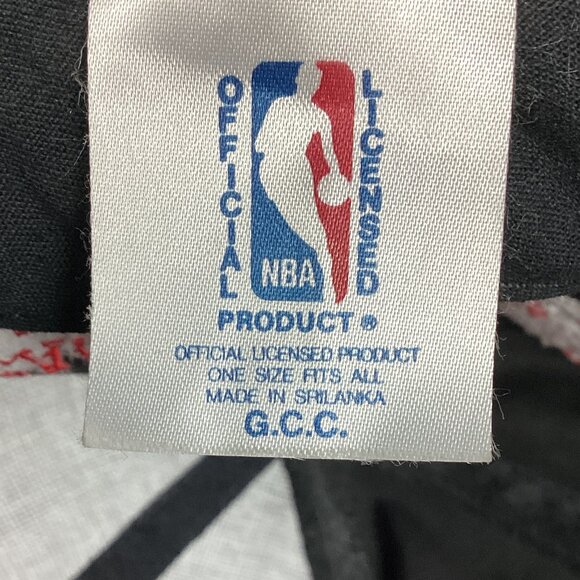 OFFICIAL
LICENSED
NBA
PRODUCT ®
OFFICIAL LICENSED PRODUCT
ONE SIZE FITS ALL
MADE IN SRILANKA
G.C.C.